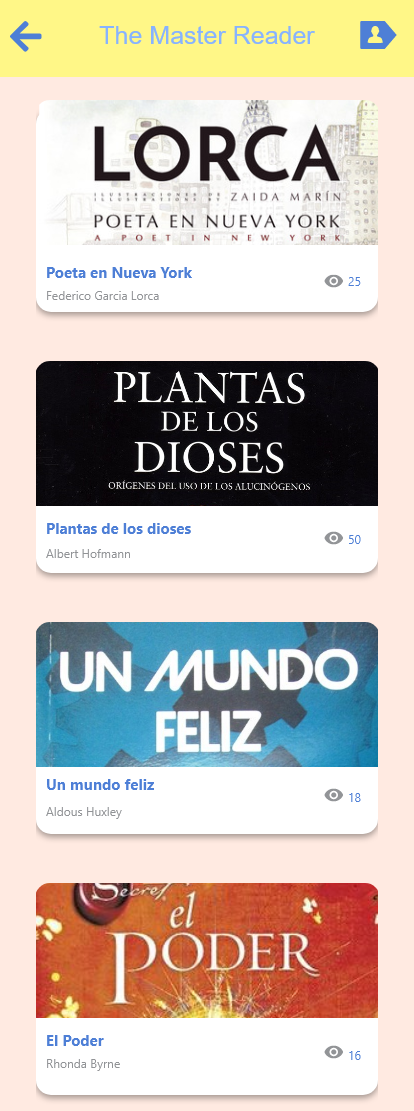 The Master Reader
LORCA
ILUSTRACIONES DE ZAIDA MARÍN
POETA EN NUEVA YORK
A POET IN NEW YORK
Poeta en Nueva York
25
Federico Garcia Lorca
PLANTAS
DE LOS
DIOSES
ORÍGENES DEL USO DE LOS ALUCINÓGENOS
Plantas de los dioses
50
Albert Hofmann
UN MUNDO
FELIZ
Un mundo feliz
18
Aldous Huxley
Secret
el
PODER
El Poder
16
Rhonda Byrne